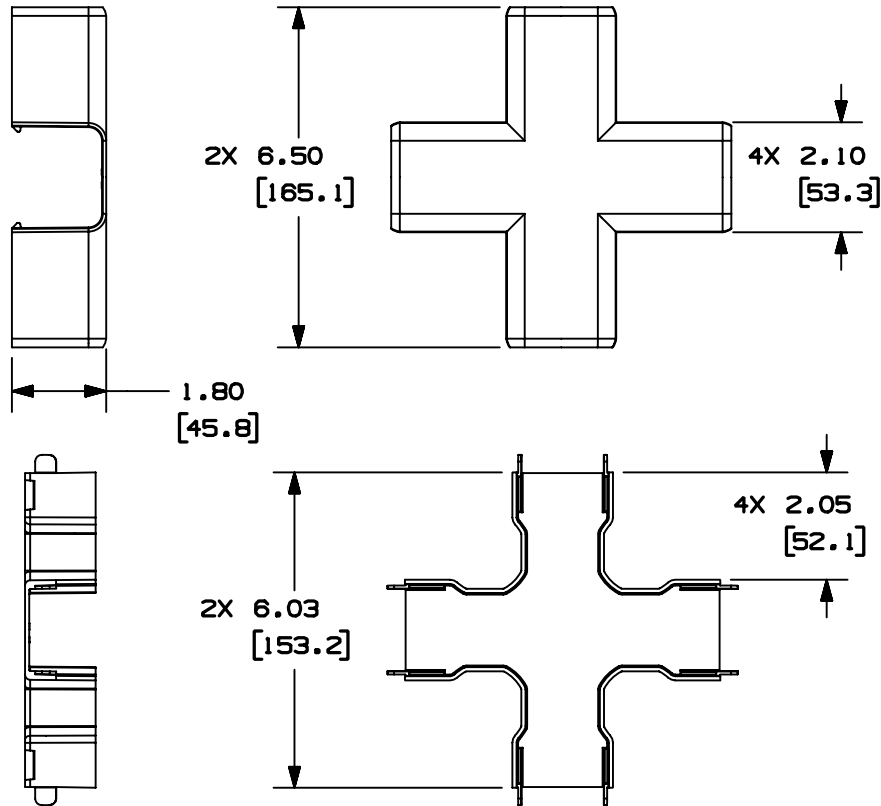 2X 6.50
[165.1]
4X 2.10
[53.3]
1.80
[45.8]
4X 2.05
[52.1]
2X 6.03
[153.2]